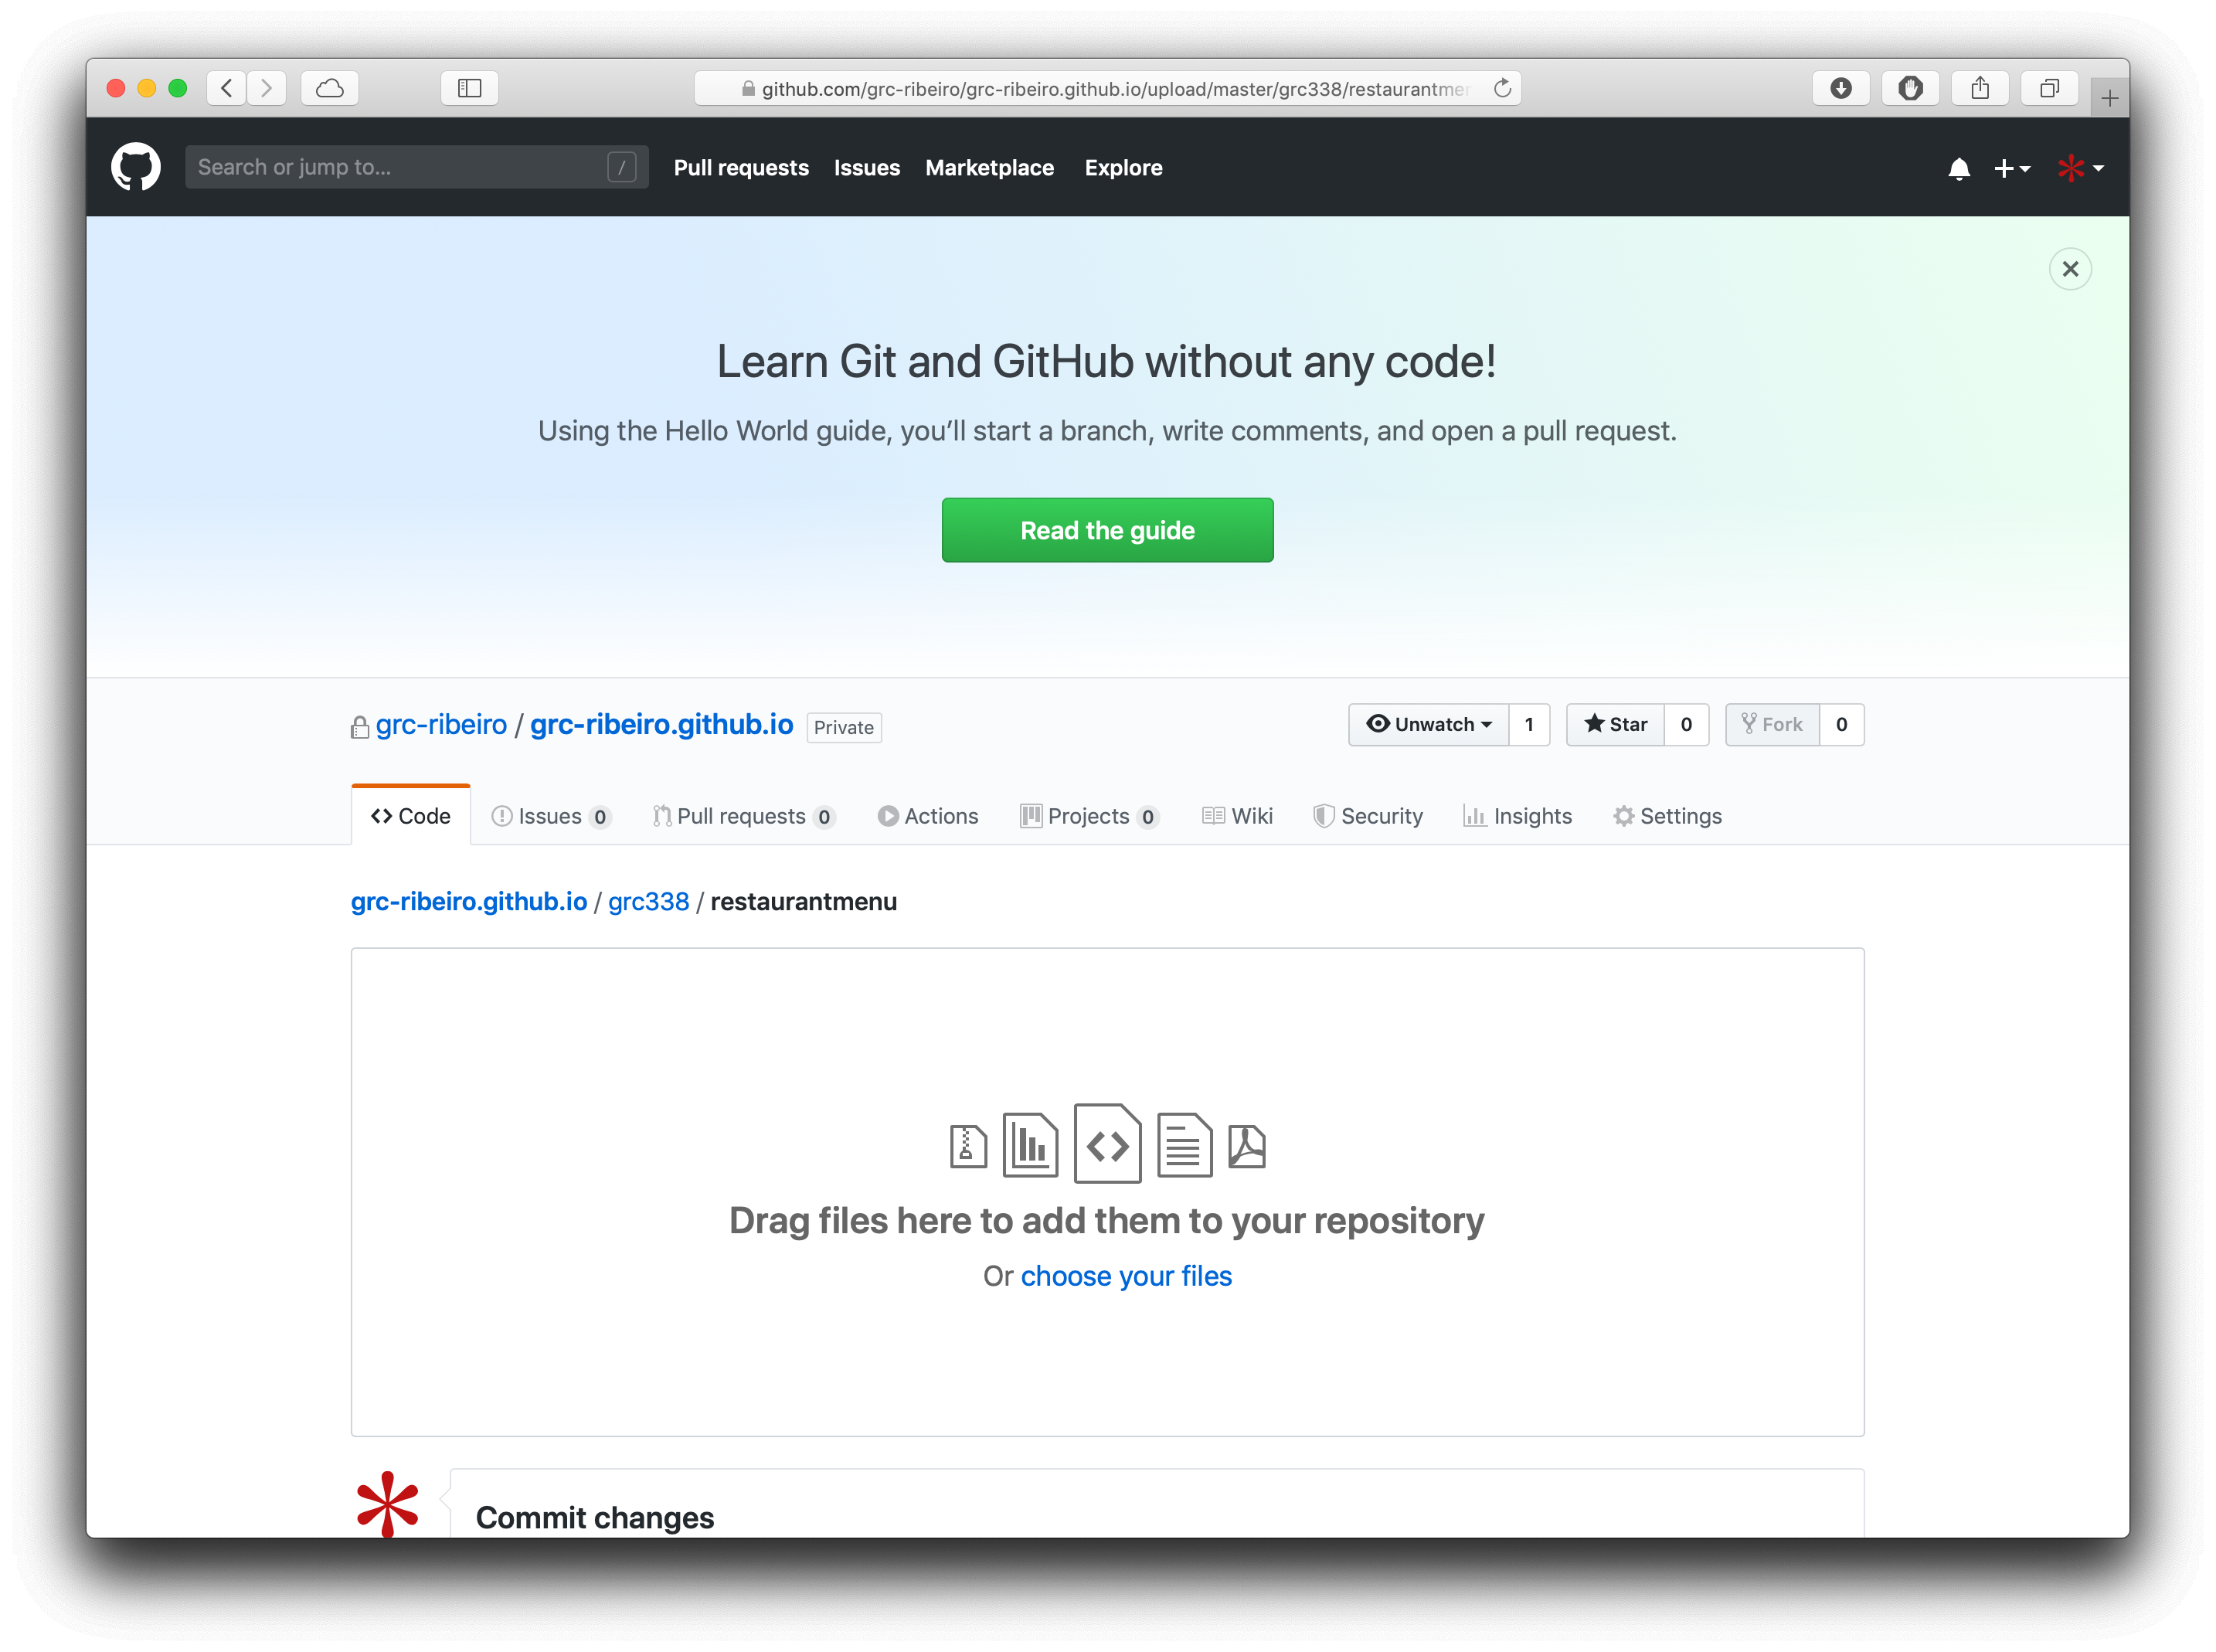 github.com/grc-ribeiro/grc-ribeiro.github.io/upload/master/grc338/restaurantmen
Search or jump to... /
Pull requests Issues Marketplace Explore
Learn Git and GitHub without any code!
Using the Hello World guide, you’ll start a branch, write comments, and open a pull request.
Read the guide
grc-ribeiro / grc-ribeiro.github.io Private
Unwatch 1 Star 0 Fork 0
Code Issues 0 Pull requests 0 Actions Projects 0 Wiki Security Insights Settings
grc-ribeiro.github.io / grc338 / restaurantmenu
Drag files here to add them to your repository
Or choose your files
Commit changes